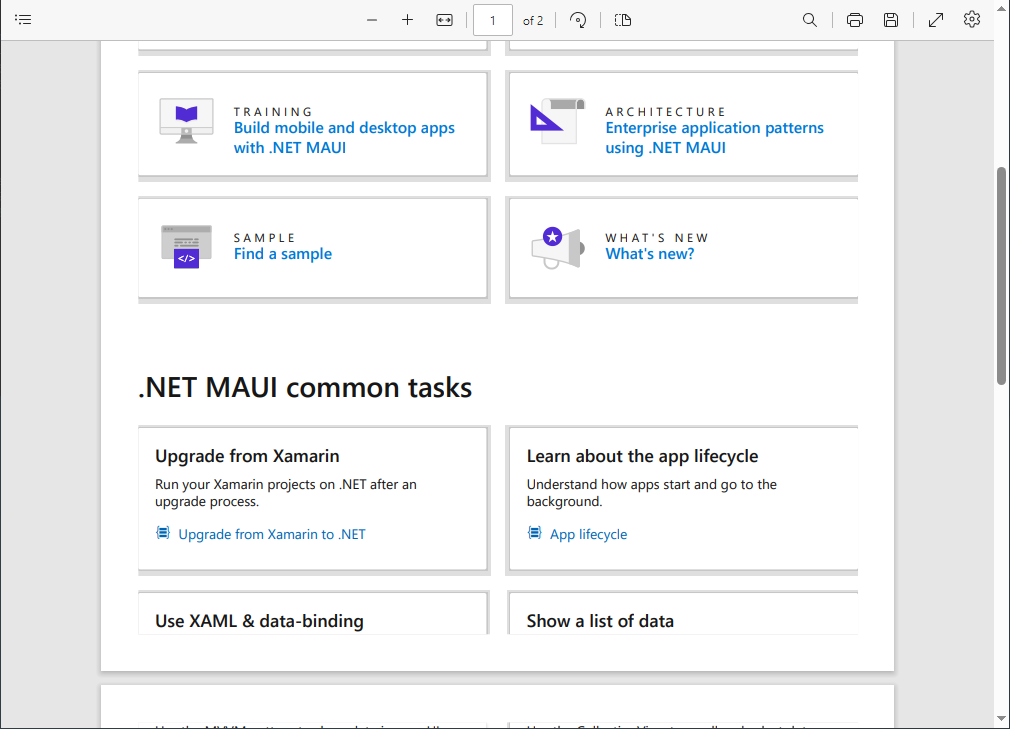 1 of 2
TRAINING
Build mobile and desktop apps
with .NET MAUI
ARCHITECTURE
Enterprise application patterns
using .NET MAUI
</>
SAMPLE
Find a sample
WHAT'S NEW
What's new?
.NET MAUI common tasks
Upgrade from Xamarin
Run your Xamarin projects on .NET after an
upgrade process.
Upgrade from Xamarin to .NET
Learn about the app lifecycle
Understand how apps start and go to the
background.
App lifecycle
Use XAML & data-binding
Show a list of data